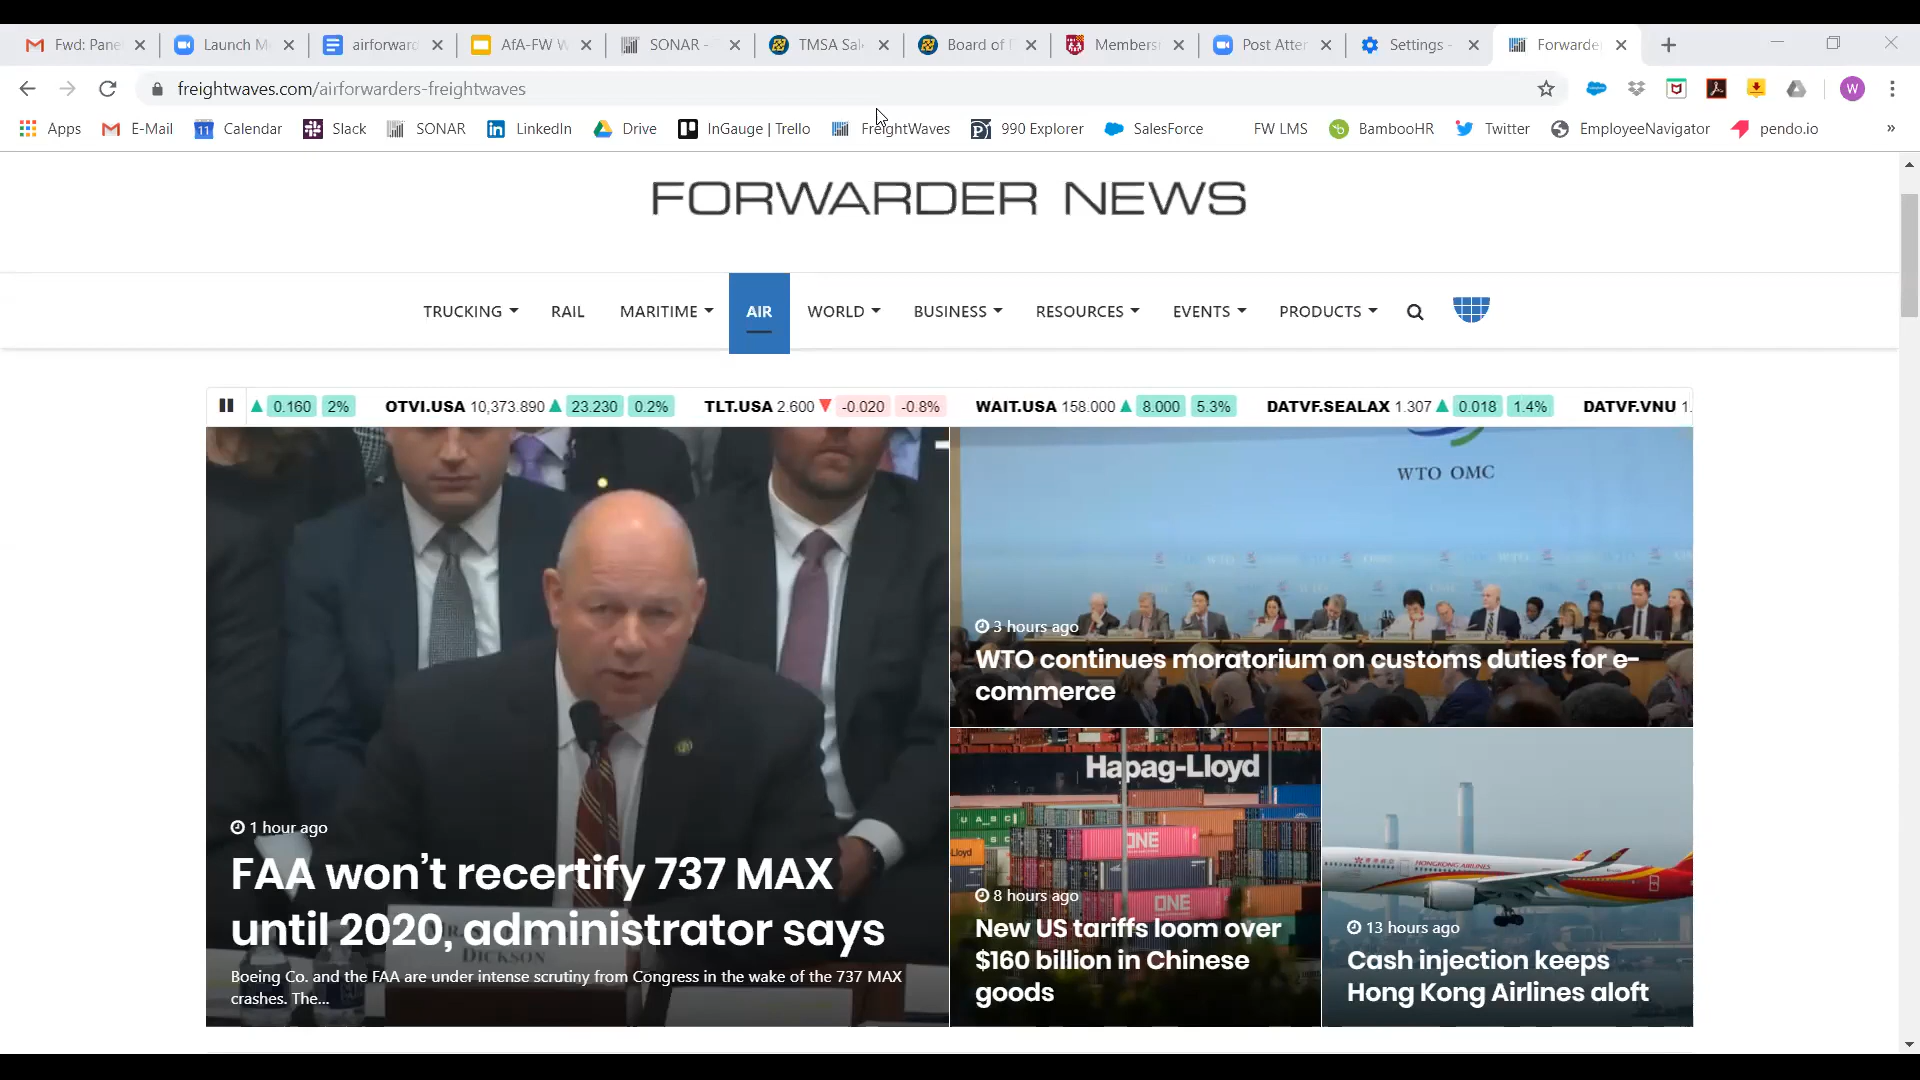 Fwd: Pane
Launch M
airforward
AfA-FW W
SONAR -
TMSA Sal
Board of
Members
Post Atter
Settings -
Forwarde
freightwaves.com/airforwarders-freightwaves
W
Apps
E-Mail
11
Calendar
Slack
SONAR
LinkedIn
Drive
InGauge | Trello
FreightWaves
990 Explorer
SalesForce
FW LMS
BambooHR
Twitter
EmployeeNavigator
pendo.io
»
FORWARDER NEWS
TRUCKING
RAIL
MARITIME
AIR
WORLD
BUSINESS
RESOURCES
EVENTS
PRODUCTS
0.160 2% OTVI.USA 10,373.890 23.230 0.2% TLT.USA 2.600 -0.020 -0.8% WAIT.USA 158.000 8.000 5.3% DATVF.SEALAX 1.307 0.018 1.4% DATVF.VNU 1.
DICKSON
1 hour ago
FAA won’t recertify 737 MAX
until 2020, administrator says
Boeing Co. and the FAA are under intense scrutiny from Congress in the wake of the 737 MAX
crashes. The...
WTO OMC
3 hours ago
WTO continues moratorium on customs duties for e-
commerce
Hapag-Lloyd
UASC
ONE
Lloyd
ONE
8 hours ago
New US tariffs loom over
$160 billion in Chinese
goods
HONGKONG AIRLINES
13 hours ago
Cash injection keeps
Hong Kong Airlines aloft